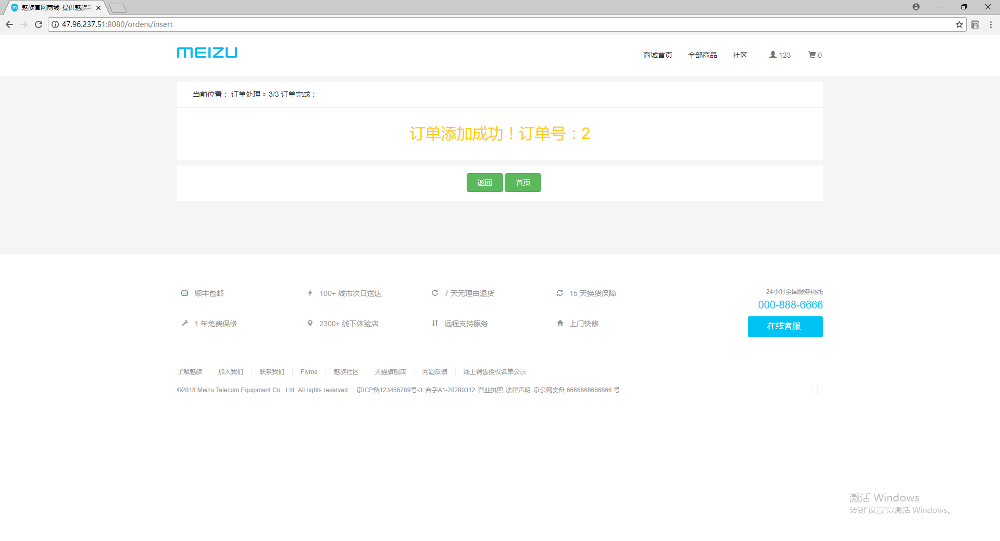 魅族官网商城-提供魅族手
47.96.237.51:8080/orders/insert
MEIZU
商城首页 全部商品 社区 123 0
当前位置： 订单处理 > 3/3 订单完成：
订单添加成功！订单号：2
返回 首页
顺丰包邮 100+ 城市次日送达 7 天无理由退货 15 天换货保障
24小时全国服务热线
000-888-6666
1 年免费保修 2300+ 线下体验店 远程支持服务 上门快修
在线客服
了解魅族 加入我们 联系我们 Flyme 魅族社区 天猫旗舰店 问题反馈 线上销售授权名单公示
©2018 Meizu Telecom Equipment Co., Ltd. All rights reserved. 京ICP备123456789号-3 合字A1-20280312 营业执照 法律声明 京公网安备 6666666666666 号
激活 Windows
转到“设置”以激活 Windows。